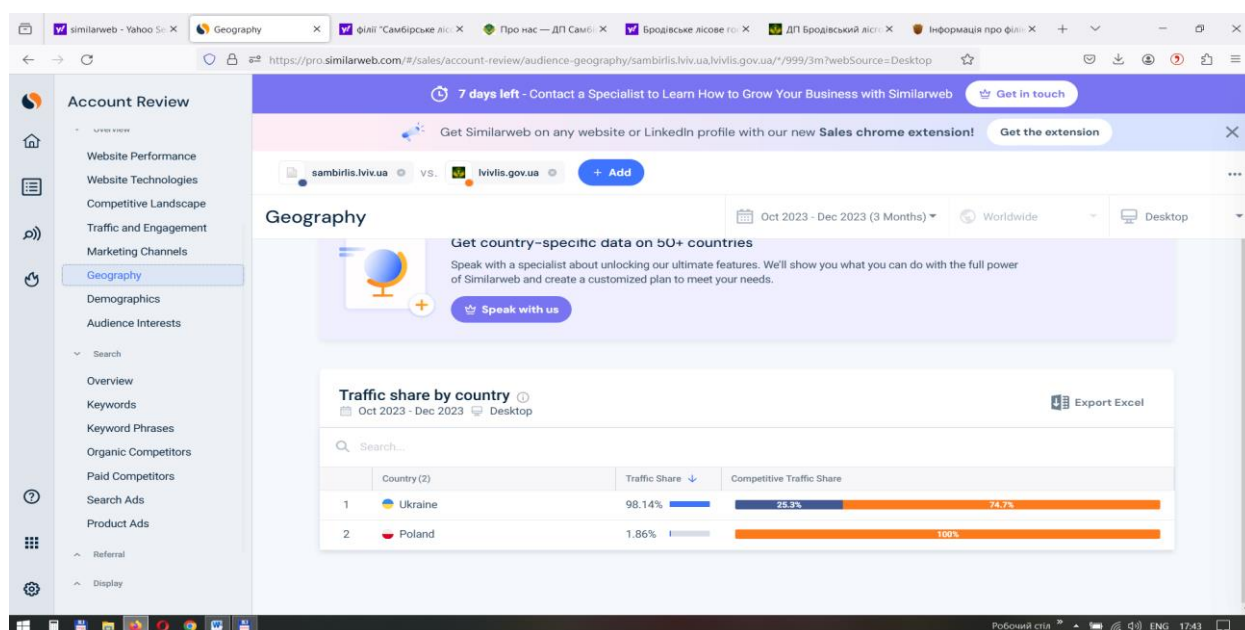 similarweb - Yahoo Se
Geography
філії "Самбірське ліс
Про нас — ДП Самбі
Бродівське лісове го
ДП Бродівський ліс
Інформація про філі
https://pro.similarweb.com/#/sales/account-review/audience-geography/sambirlis.lviv.ua,lvivlis.gov.ua/*/999/3m?webSource=Desktop
7 days left - Contact a Specialist to Learn How to Grow Your Business with Similarweb
Get in touch
Get Similarweb on any website or LinkedIn profile with our new Sales chrome extension!
Get the extension
Account Review
Overview
Website Performance
Website Technologies
Competitive Landscape
Traffic and Engagement
Marketing Channels
Geography
Demographics
Audience Interests
Search
Overview
Keywords
Keyword Phrases
Organic Competitors
Paid Competitors
Search Ads
Product Ads
Referral
Display
sambirlis.lviv.ua VS. lvivlis.gov.ua + Add
Geography
Oct 2023 - Dec 2023 (3 Months)
Worldwide
Desktop
Get country-specific data on 50+ countries
Speak with a specialist about unlocking our ultimate features. We'll show you what you can do with the full power
of Similarweb and create a customized plan to meet your needs.
Speak with us
Traffic share by country
Oct 2023 - Dec 2023 Desktop
Export Excel
Search...
Country (2) Traffic Share Competitive Traffic Share
1 Ukraine 98.14% 25.3% 74.7%
2 Poland 1.86% 100%
Робочий стіл » ENG 17:43